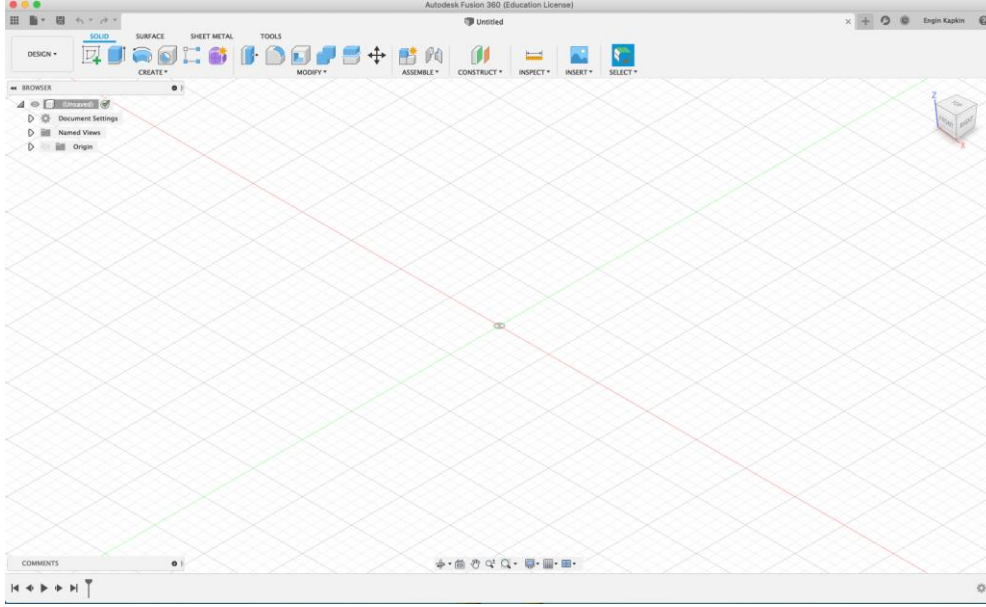 Autodesk Fusion 360 (Education License)
Untitled
Engin Kapkin
SOLID SURFACE SHEET METAL TOOLS
DESIGN
CREATE MODIFY ASSEMBLE CONSTRUCT INSPECT INSERT SELECT
BROWSER
(Unsaved)
Document Settings
Named Views
Origin
Z
TOP
FRONT RIGHT
X
COMMENTS